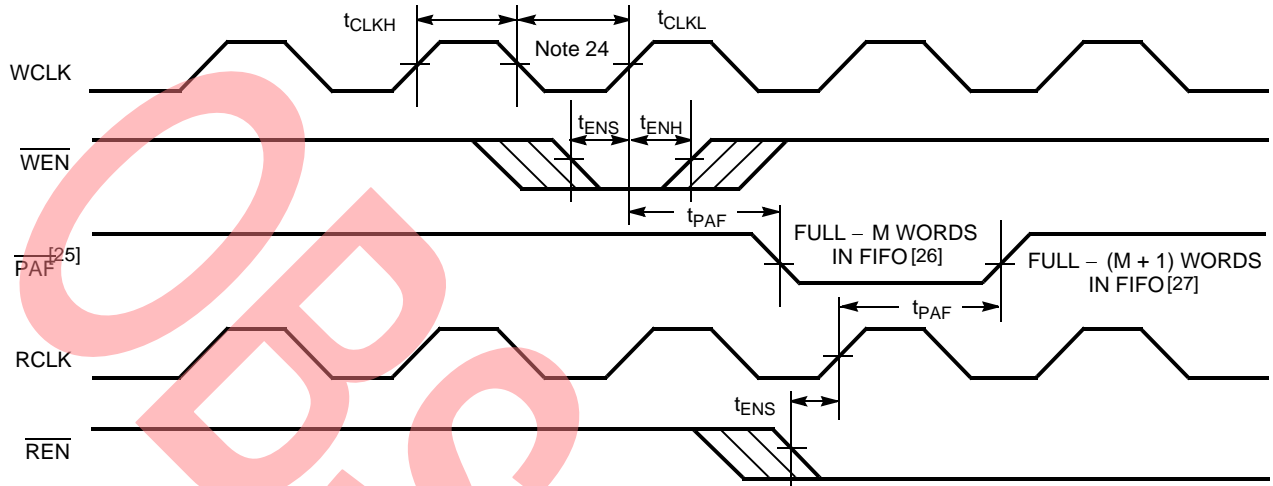 tCLKH
tCLKL
Note 24
WCLK
tENS
tENH
WEN
tPAF
FULL – M WORDS
IN FIFO [26]
PAF[25]
FULL – (M + 1) WORDS
IN FIFO [27]
tPAF
RCLK
tENS
REN
OBS